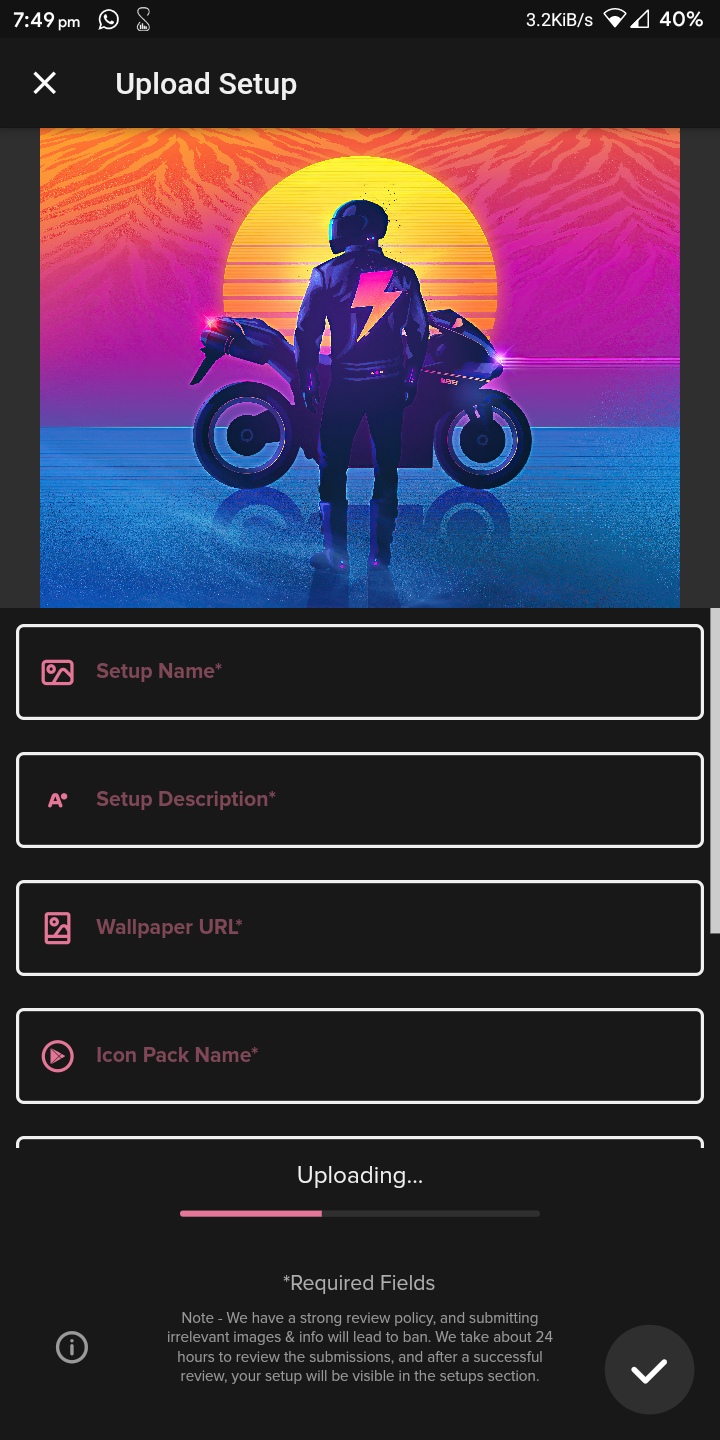 7:49 pm 3.2KiB/s 40%
Upload Setup
Setup Name*
Setup Description*
Wallpaper URL*
Icon Pack Name*
Uploading...
*Required Fields
Note - We have a strong review policy, and submitting
irrelevant images & info will lead to ban. We take about 24
hours to review the submissions, and after a successful
review, your setup will be visible in the setups section.